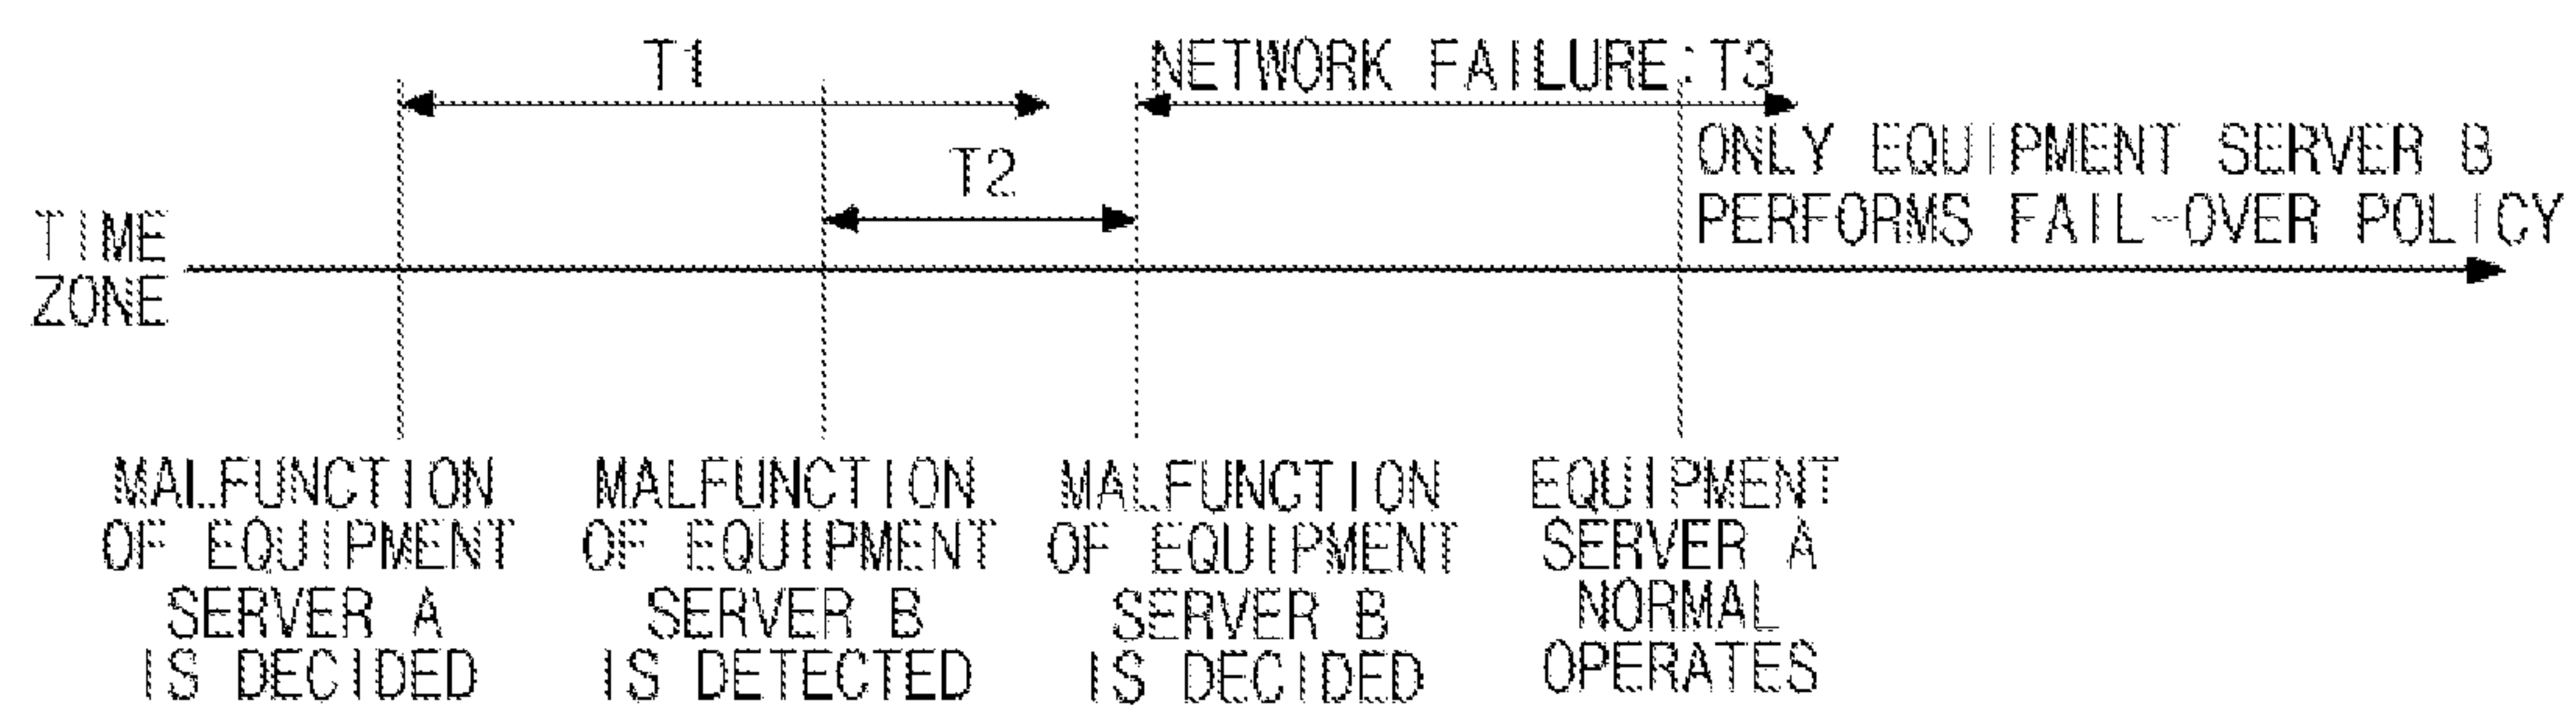 T1
NETWORK FAILURE:T3
T2
ONLY EQUIPMENT SERVER B
PERFORMS FAIL-OVER POLICY
TIME
ZONE
MALFUNCTION
OF EQUIPMENT
SERVER A
IS DECIDED
MALFUNCTION
OF EQUIPMENT
SERVER B
IS DETECTED
MALFUNCTION
OF EQUIPMENT
SERVER B
IS DECIDED
EQUIPMENT
SERVER A
NORMAL
OPERATES